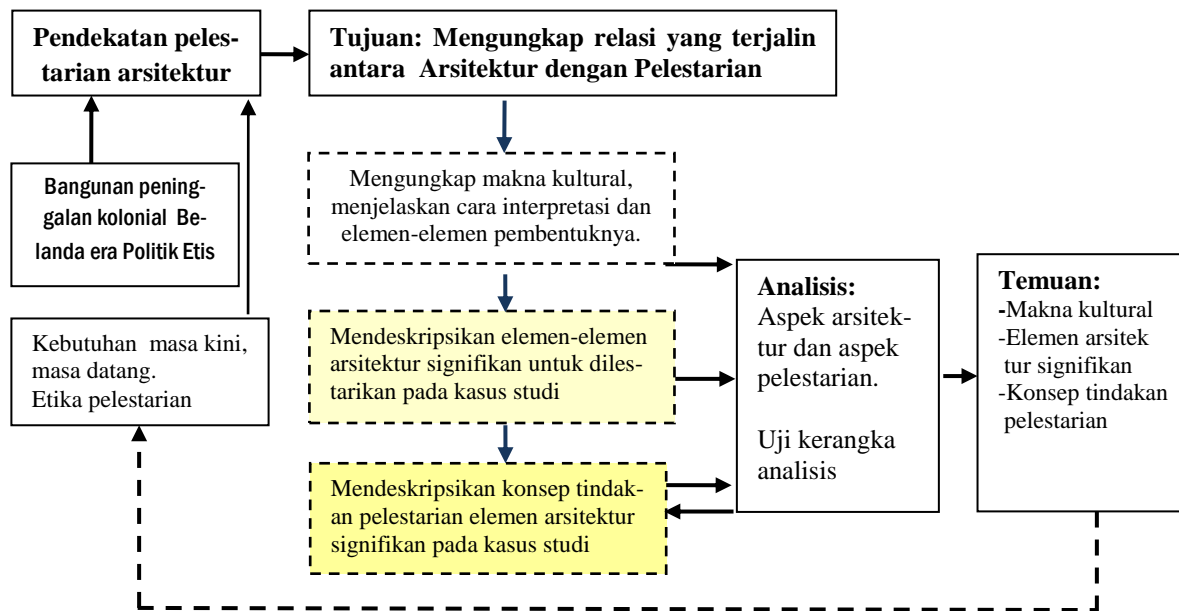 Pendekatan peles-
tarian arsitektur
Tujuan: Mengungkap relasi yang terjalin
antara Arsitektur dengan Pelestarian
Bangunan pening-
galan kolonial Be-
landa era Politik Etis
Kebutuhan masa kini,
masa datang.
Etika pelestarian
Mengungkap makna kultural,
menjelaskan cara interpretasi dan
elemen-elemen pembentuknya.
Mendeskripsikan elemen-elemen
arsitektur signifikan untuk diles-
tarikan pada kasus studi
Mendeskripsikan konsep tindak-
an pelestarian elemen arsitektur
signifikan pada kasus studi
Analisis:
Aspek arsitek-
tur dan aspek
pelestarian.
Uji kerangka
analisis
Temuan:
-Makna kultural
-Elemen arsitek
tur signifikan
-Konsep tindakan
pelestarian